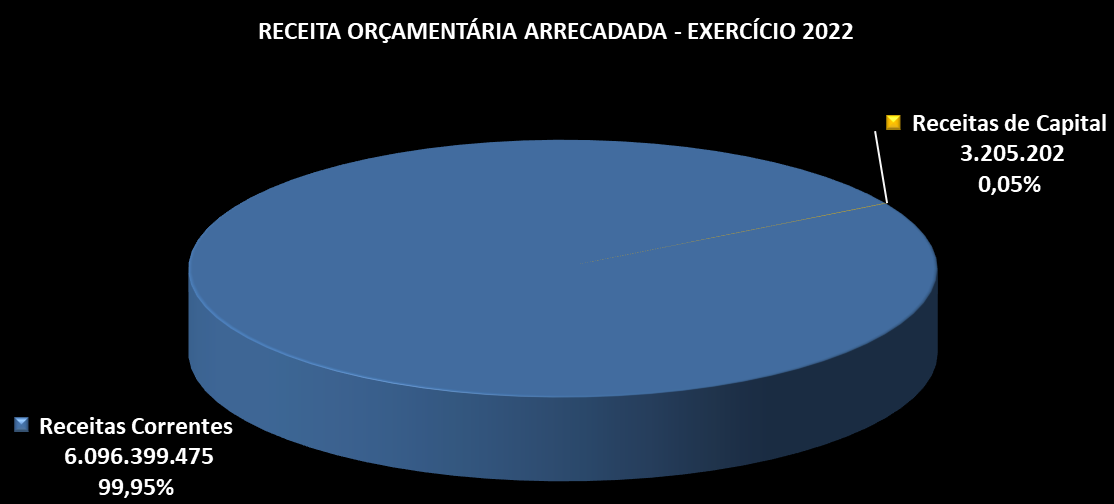 RECEITA ORÇAMENTÁRIA ARRECADADA - EXERCÍCIO 2022
Receitas de Capital
3.205.202
0,05%
Receitas Correntes
6.096.399.475
99,95%